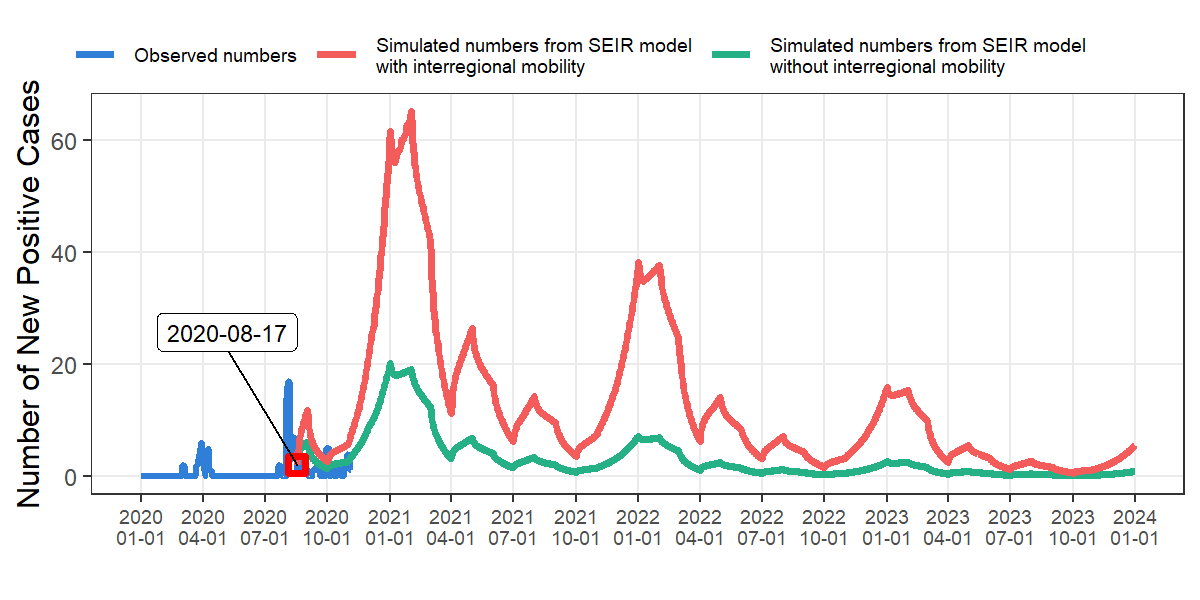 Observed numbers
Simulated numbers from SEIR model
with interregional mobility
Simulated numbers from SEIR model
without interregional mobility
Number of New Positive Cases
60
40
20
0
2020-08-17
2020 2020 2020 2020 2021 2021 2021 2021 2022 2022 2022 2022 2023 2023 2023 2023 2024
01-01 04-01 07-01 10-01 01-01 04-01 07-01 10-01 01-01 04-01 07-01 10-01 01-01 04-01 07-01 10-01 01-01